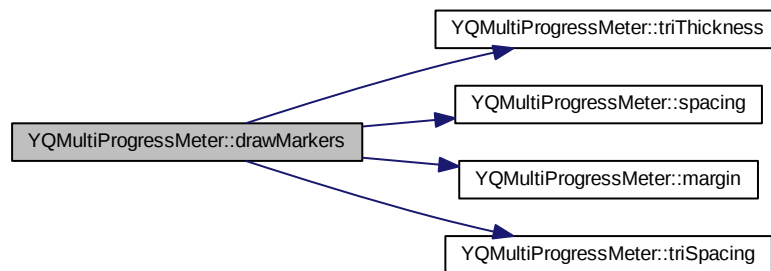 YQMultiProgressMeter::triThickness
YQMultiProgressMeter::spacing
YQMultiProgressMeter::drawMarkers
YQMultiProgressMeter::margin
YQMultiProgressMeter::triSpacing